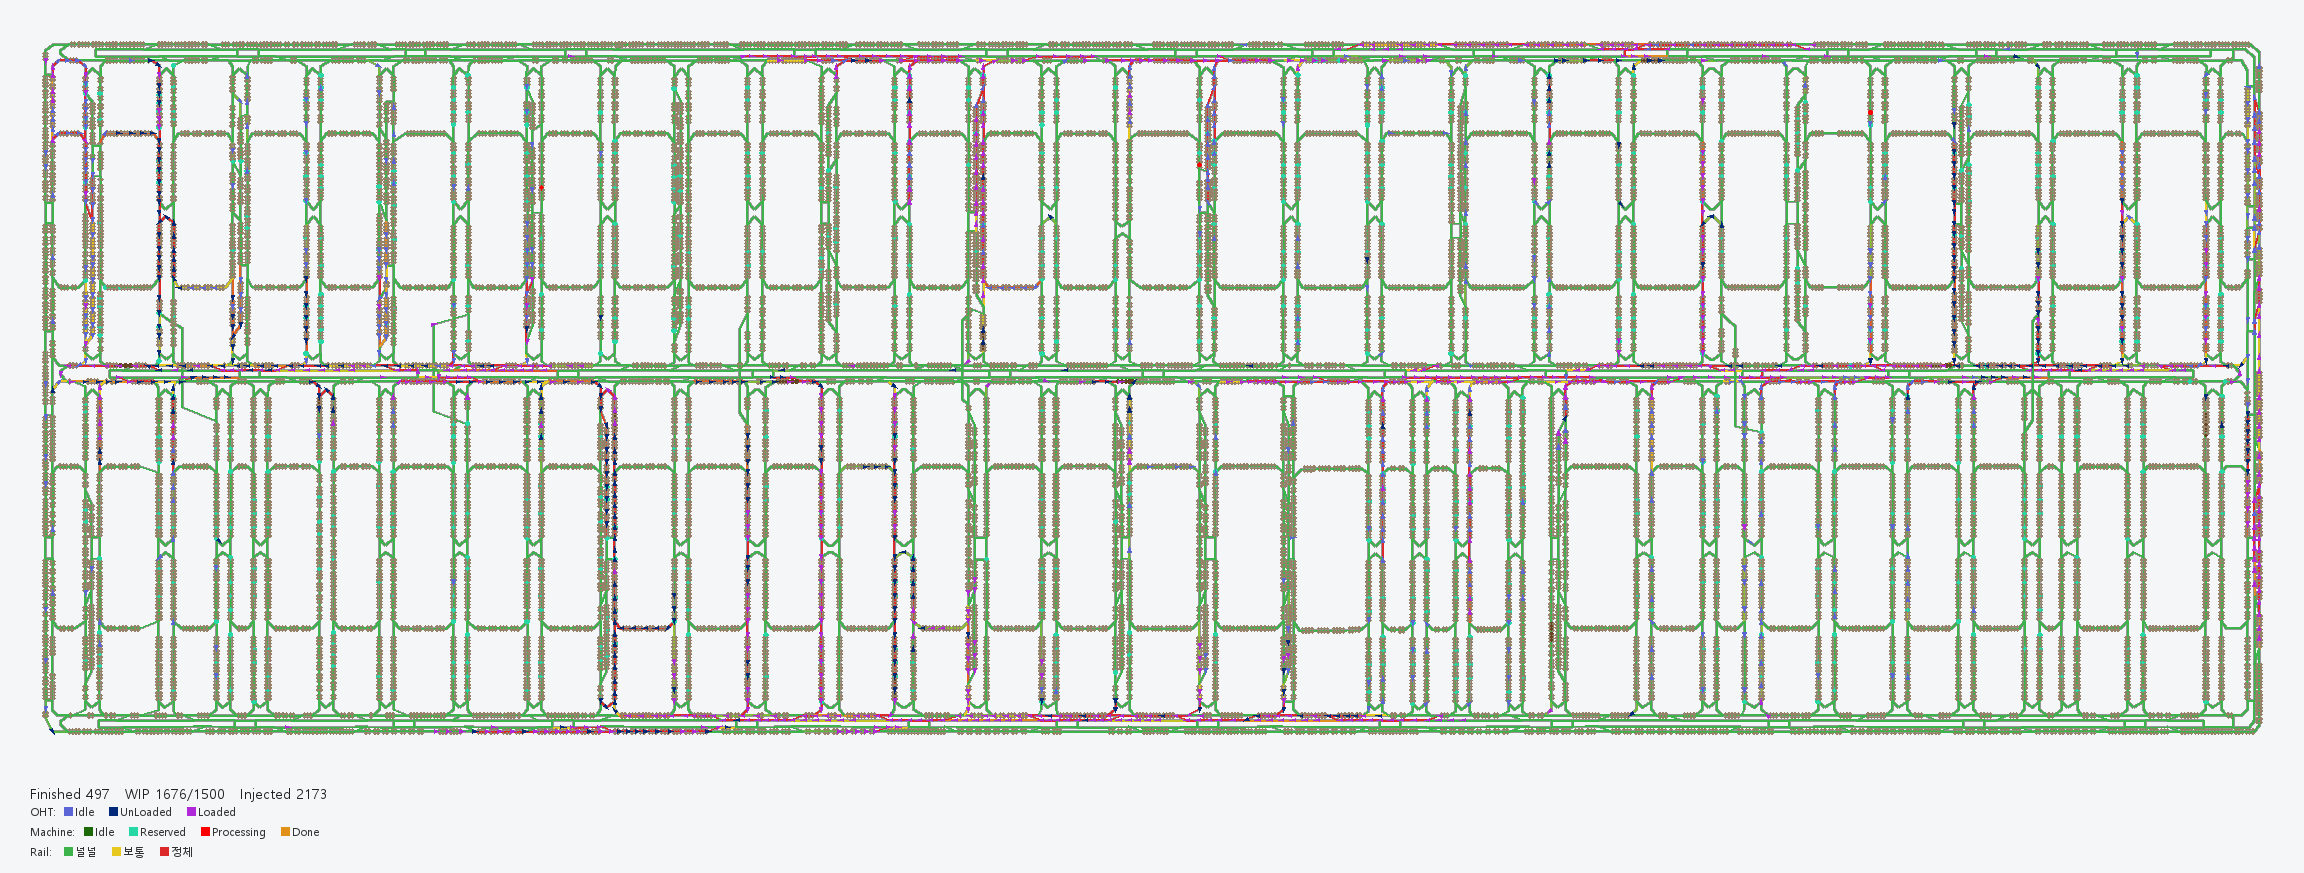 Finished 497 WIP 1676/1500 Injected 2173
OHT: Idle UnLoaded Loaded
Machine: Idle Reserved Processing Done
Rail: 널널 보통 정체